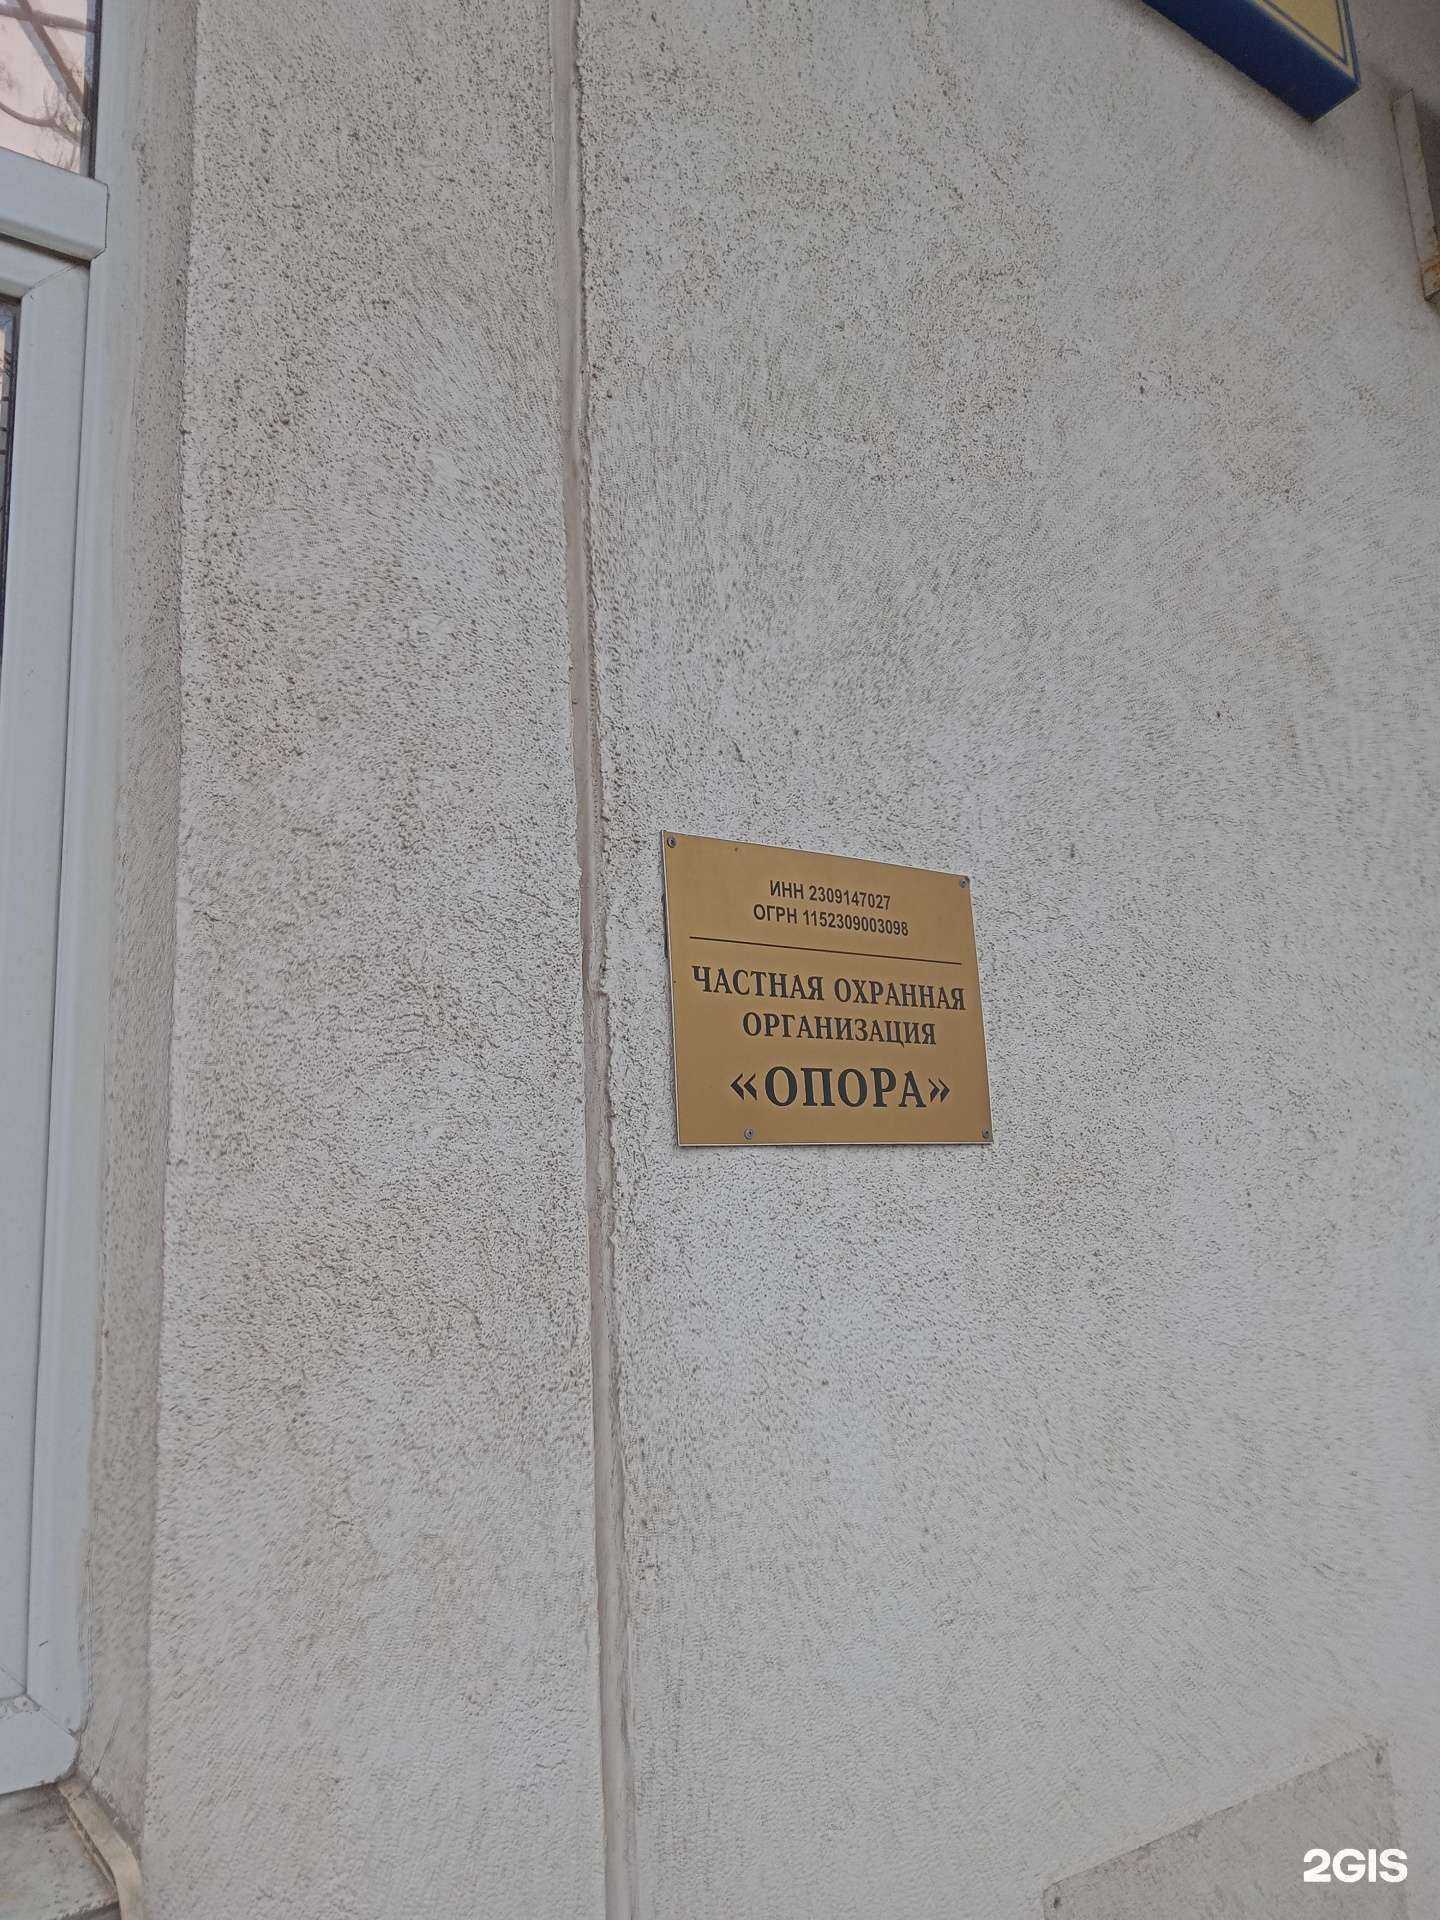 ИНН 2309147027
ОГРН 1152309003098
ЧАСТНАЯ ОХРАННАЯ
ОРГАНИЗАЦИЯ
«ОПОРА»
2GIS